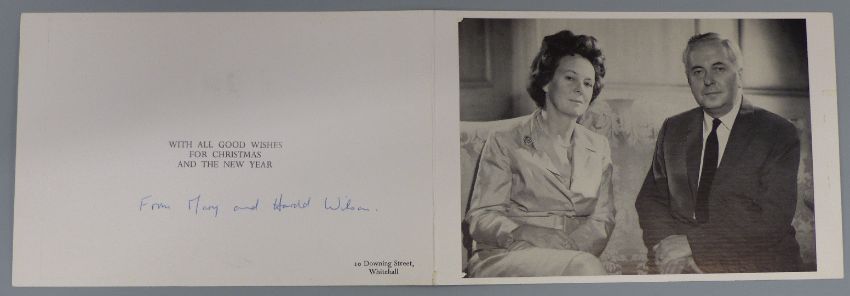 WITH ALL GOOD WISHES
FOR CHRISTMAS
AND THE NEW YEAR
From Mary and Harold Wilson.
10 Downing Street,
Whitehall